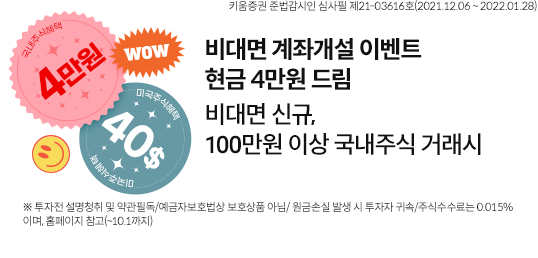 키움증권 준법감시인 심사필 제21-03616호(2021.12.06 ~ 2022.01.28)
국내주식혜택
4만원
WOW
비대면 계좌개설 이벤트
현금 4만원 드림
미국주식혜택
40$
미국주식혜택
비대면 신규,
100만원 이상 국내주식 거래시
※ 투자전 설명청취 및 약관필독/예금자보호법상 보호상품 아님/ 원금손실 발생 시 투자자 귀속/주식수수료는 0.015%
이며, 홈페이지 참고(~10.1까지)